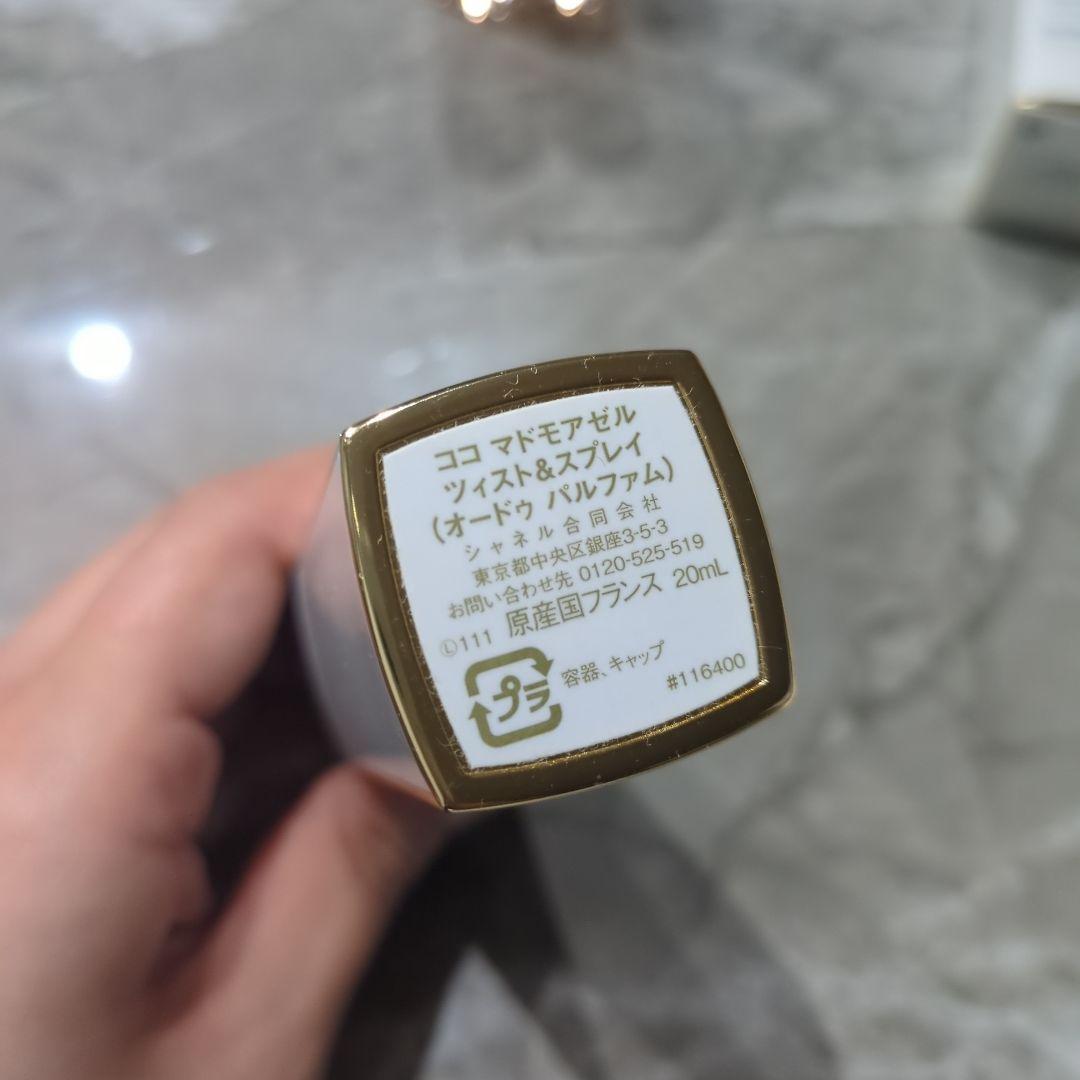 ココ マドモアゼル
ツィスト&スプレイ
(オードゥ パルファム)
シャネル合同会社
東京都中央区銀座3-5-3
お問い合わせ先 0120-525-519
Ⓛ111 原産国フランス 20mL
プラ 容器、キャップ
#116400